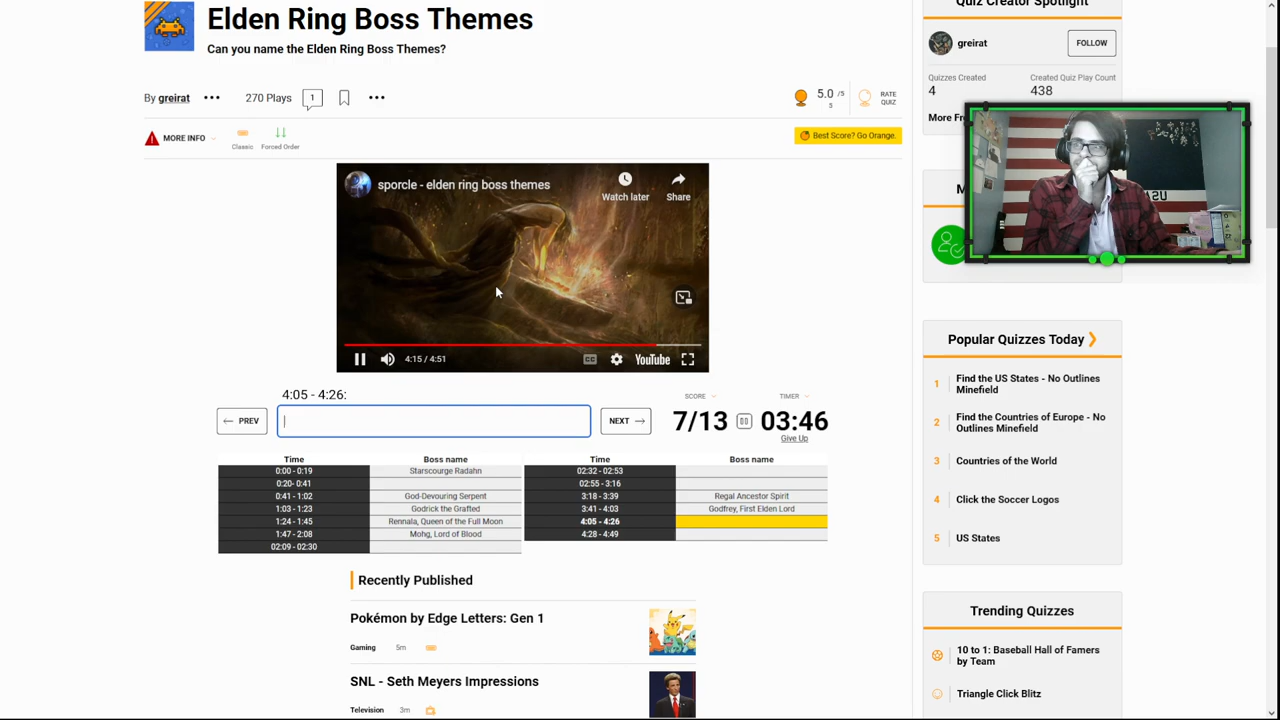 Elden Ring Boss Themes
Can you name the Elden Ring Boss Themes?
By greirat
270 Plays
1
5.0 /5
3
RATE
QUIZ
MORE INFO
Classic
Forced Order
Best Score? Go Orange.
sporcle - elden ring boss themes
Watch later
Share
4:15 / 4:51
CC
YouTube
4:05 - 4:26:
PREV
NEXT
SCORE
7/13
TIMER
03:46
Give Up
Time Boss name Time Boss name
0:00 - 0:19 Starscourge Radahn 02:32 - 02:53
0:20- 0:41 02:55 - 3:16
0:41 - 1:02 God-Devouring Serpent 3:18 - 3:39 Regal Ancestor Spirit
1:03 - 1:23 Godrick the Grafted 3:41 - 4:03 Godfrey, First Elden Lord
1:24 - 1:45 Rennala, Queen of the Full Moon 4:05 - 4:26
1:47 - 2:08 Mohg, Lord of Blood 4:28 - 4:49
02:09 - 02:30
Recently Published
Pokémon by Edge Letters: Gen 1
Gaming 5m
SNL - Seth Meyers Impressions
Television 3m
Quiz Creator Spotlight
greirat
FOLLOW
Quizzes Created
4
Created Quiz Play Count
438
More Fr
USA
Popular Quizzes Today
1 Find the US States - No Outlines
Minefield
2 Find the Countries of Europe - No
Outlines Minefield
3 Countries of the World
4 Click the Soccer Logos
5 US States
Trending Quizzes
10 to 1: Baseball Hall of Famers
by Team
Triangle Click Blitz